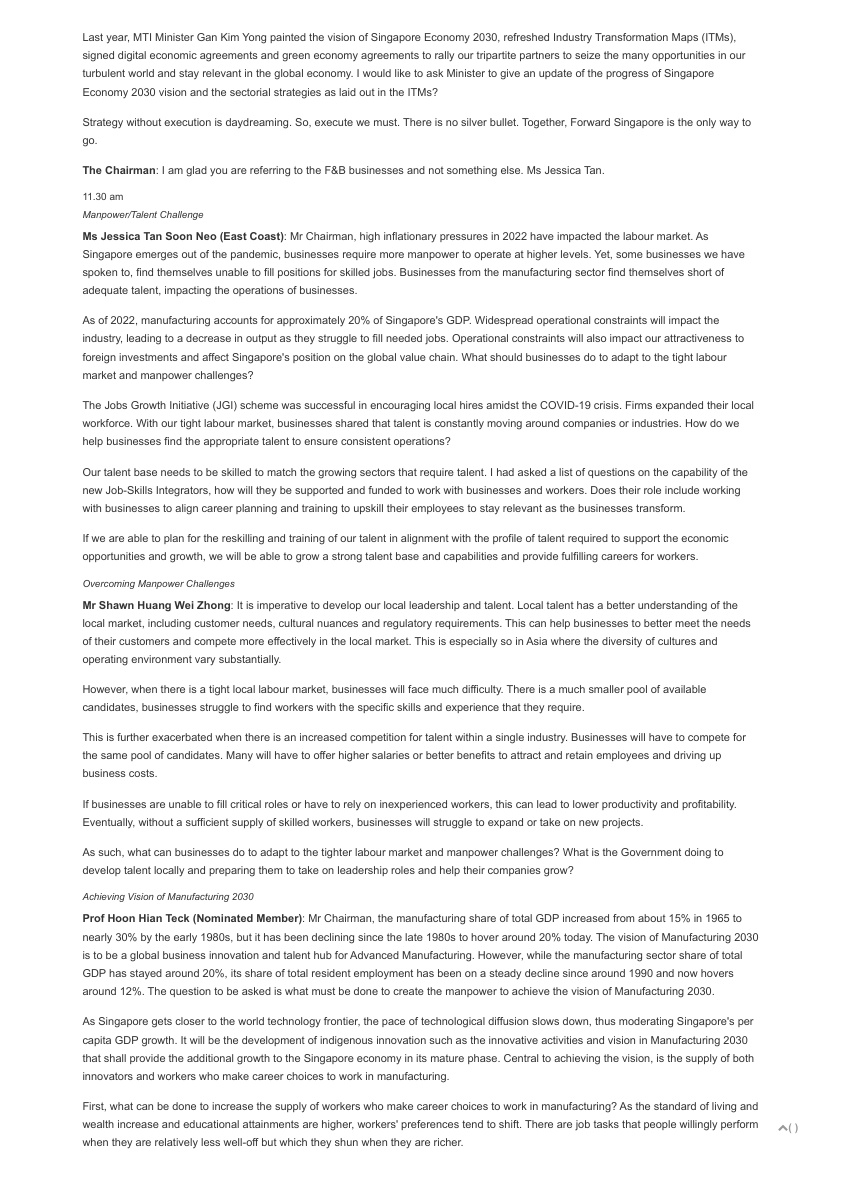 Last year, MTI Minister Gan Kim Yong painted the vision of Singapore Economy 2030, refreshed Industry Transformation Maps (ITMs),
signed digital economic agreements and green economy agreements to rally our tripartite partners to seize the many opportunities in our
turbulent world and stay relevant in the global economy. I would like to ask Minister to give an update of the progress of Singapore
Economy 2030 vision and the sectorial strategies as laid out in the ITMs?
Strategy without execution is daydreaming. So, execute we must. There is no silver bullet. Together, Forward Singapore is the only way to
go.
The Chairman: I am glad you are referring to the F&B businesses and not something else. Ms Jessica Tan.
11.30 am
Manpower/Talent Challenge
Ms Jessica Tan Soon Neo (East Coast): Mr Chairman, high inflationary pressures in 2022 have impacted the labour market. As
Singapore emerges out of the pandemic, businesses require more manpower to operate at higher levels. Yet, some businesses we have
spoken to, find themselves unable to fill positions for skilled jobs. Businesses from the manufacturing sector find themselves short of
adequate talent, impacting the operations of businesses.
As of 2022, manufacturing accounts for approximately 20% of Singapore's GDP. Widespread operational constraints will impact the
industry, leading to a decrease in output as they struggle to fill needed jobs. Operational constraints will also impact our attractiveness to
foreign investments and affect Singapore's position on the global value chain. What should businesses do to adapt to the tight labour
market and manpower challenges?
The Jobs Growth Initiative (JGI) scheme was successful in encouraging local hires amidst the COVID-19 crisis. Firms expanded their local
workforce. With our tight labour market, businesses shared that talent is constantly moving around companies or industries. How do we
help businesses find the appropriate talent to ensure consistent operations?
Our talent base needs to be skilled to match the growing sectors that require talent. I had asked a list of questions on the capability of the
new Job-Skills Integrators, how will they be supported and funded to work with businesses and workers. Does their role include working
with businesses to align career planning and training to upskill their employees to stay relevant as the businesses transform.
If we are able to plan for the reskilling and training of our talent in alignment with the profile of talent required to support the economic
opportunities and growth, we will be able to grow a strong talent base and capabilities and provide fulfilling careers for workers.
Overcoming Manpower Challenges
Mr Shawn Huang Wei Zhong: It is imperative to develop our local leadership and talent. Local talent has a better understanding of the
local market, including customer needs, cultural nuances and regulatory requirements. This can help businesses to better meet the needs
of their customers and compete more effectively in the local market. This is especially so in Asia where the diversity of cultures and
operating environment vary substantially.
However, when there is a tight local labour market, businesses will face much difficulty. There is a much smaller pool of available
candidates, businesses struggle to find workers with the specific skills and experience that they require.
This is further exacerbated when there is an increased competition for talent within a single industry. Businesses will have to compete for
the same pool of candidates. Many will have to offer higher salaries or better benefits to attract and retain employees and driving up
business costs.
If businesses are unable to fill critical roles or have to rely on inexperienced workers, this can lead to lower productivity and profitability.
Eventually, without a sufficient supply of skilled workers, businesses will struggle to expand or take on new projects.
As such, what can businesses do to adapt to the tighter labour market and manpower challenges? What is the Government doing to
develop talent locally and preparing them to take on leadership roles and help their companies grow?
Achieving Vision of Manufacturing 2030
Prof Hoon Hian Teck (Nominated Member): Mr Chairman, the manufacturing share of total GDP increased from about 15% in 1965 to
nearly 30% by the early 1980s, but it has been declining since the late 1980s to hover around 20% today. The vision of Manufacturing 2030
is to be a global business innovation and talent hub for Advanced Manufacturing. However, while the manufacturing sector share of total
GDP has stayed around 20%, its share of total resident employment has been on a steady decline since around 1990 and now hovers
around 12%. The question to be asked is what must be done to create the manpower to achieve the vision of Manufacturing 2030.
As Singapore gets closer to the world technology frontier, the pace of technological diffusion slows down, thus moderating Singapore's per
capita GDP growth. It will be the development of indigenous innovation such as the innovative activities and vision in Manufacturing 2030
that shall provide the additional growth to the Singapore economy in its mature phase. Central to achieving the vision, is the supply of both
innovators and workers who make career choices to work in manufacturing.
First, what can be done to increase the supply of workers who make career choices to work in manufacturing? As the standard of living and
wealth increase and educational attainments are higher, workers' preferences tend to shift. There are job tasks that people willingly perform
when they are relatively less well-off but which they shun when they are richer.
( )